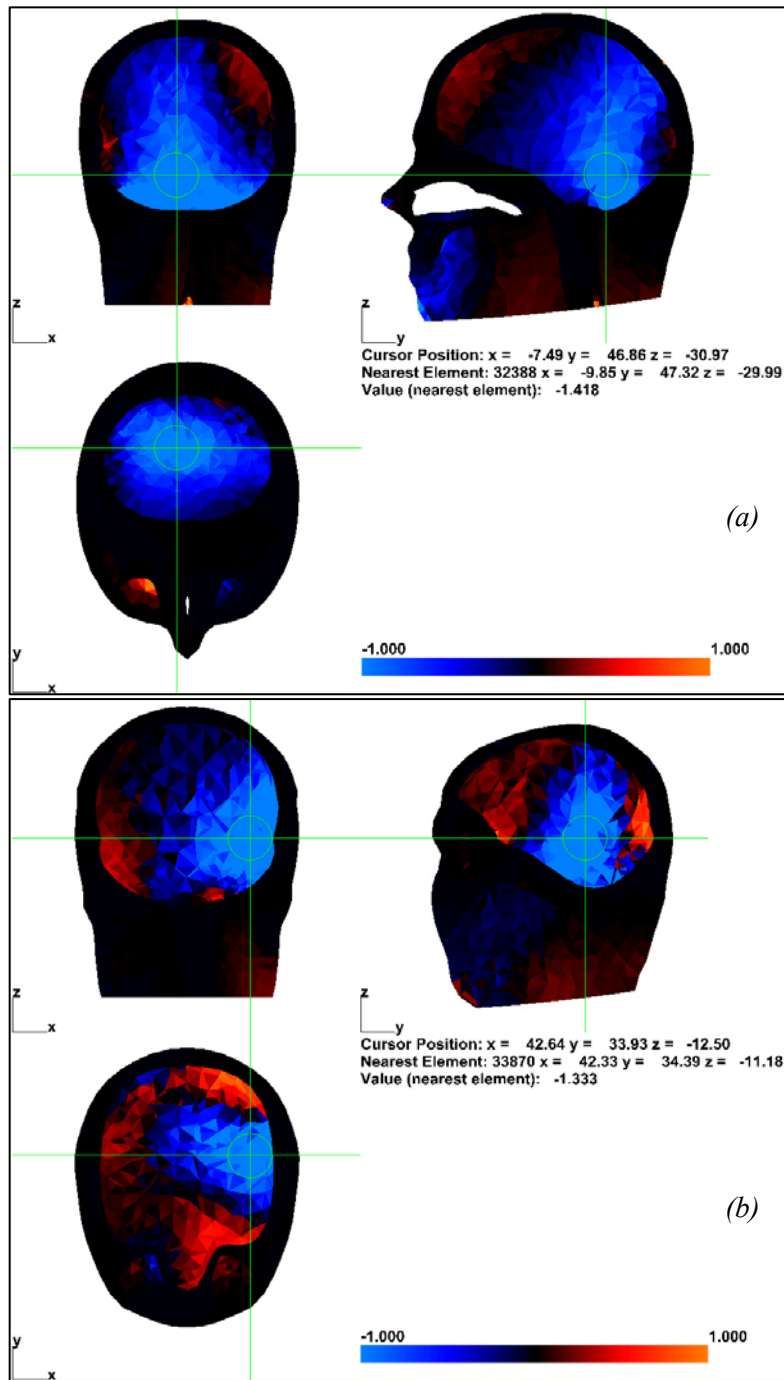 z
x
z
y
Cursor Position: x = -7.49 y = 46.86 z = -30.97
Nearest Element: 32388 x = -9.85 y = 47.32 z = -29.99
Value (nearest element): -1.418
(a)
y
x
-1.000 1.000
z
x
z
y
Cursor Position: x = 42.64 y = 33.93 z = -12.50
Nearest Element: 33870 x = 42.33 y = 34.39 z = -11.18
Value (nearest element): -1.333
(b)
y
x
-1.000 1.000